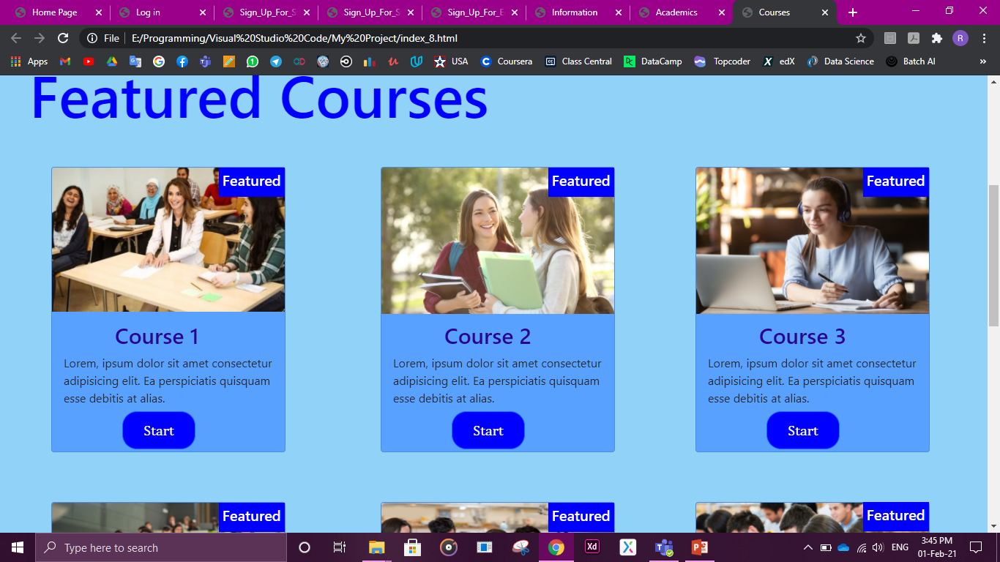 Home Page
Log in
Sign_Up_For_S
Sign_Up_For_S
Sign_Up_For_E
Information
Academics
Courses
File
E:/Programming/Visual%20Studio%20Code/My%20Project/index_8.html
R
Apps
USA
Coursera
Class Central
DataCamp
Topcoder
edX
Data Science
Batch AI
»
Featured Courses
Featured
Featured
Featured
Course 1
Lorem, ipsum dolor sit amet consectetur
adipisicing elit. Ea perspiciatis quisquam
esse debitis at alias.
Start
Course 2
Lorem, ipsum dolor sit amet consectetur
adipisicing elit. Ea perspiciatis quisquam
esse debitis at alias.
Start
Course 3
Lorem, ipsum dolor sit amet consectetur
adipisicing elit. Ea perspiciatis quisquam
esse debitis at alias.
Start
Featured
Featured
Featured
Type here to search
Xd
ENG
3:45 PM
01-Feb-21